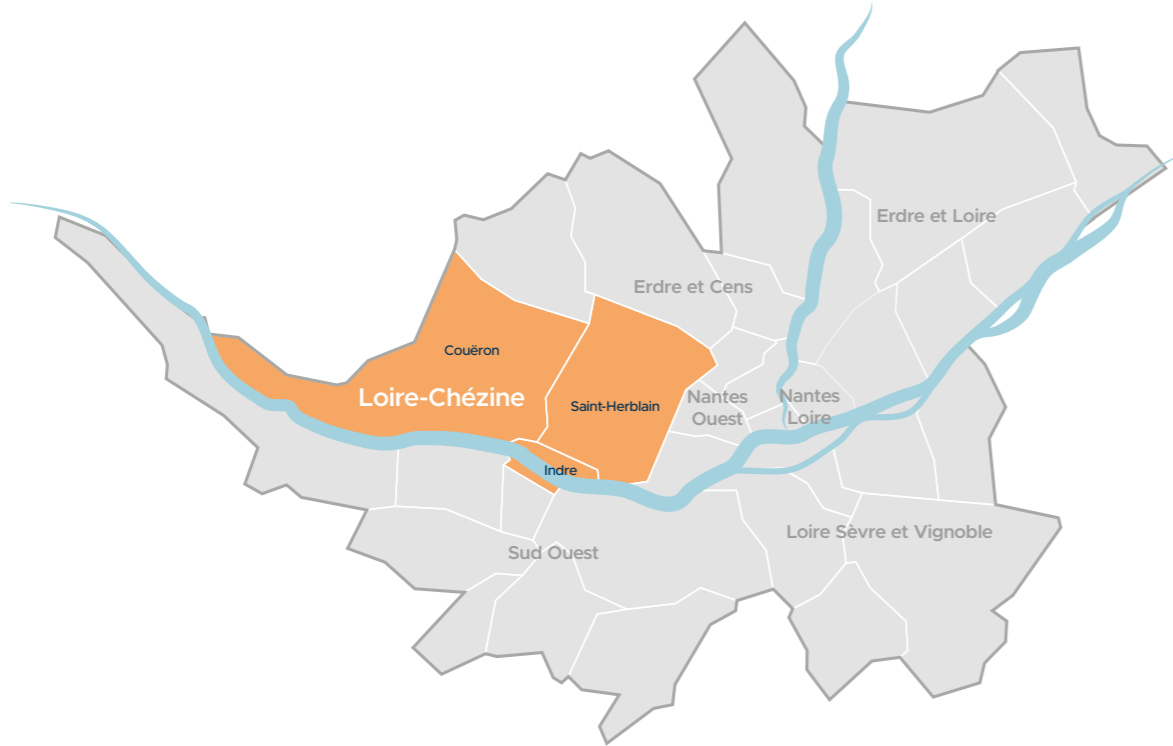 Erdre et Loire
Erdre et Cens
Couëron
Loire-Chézine
Saint-Herblain
Nantes
Ouest
Nantes
Loire
Indre
Loire Sèvre et Vignoble
Sud Ouest